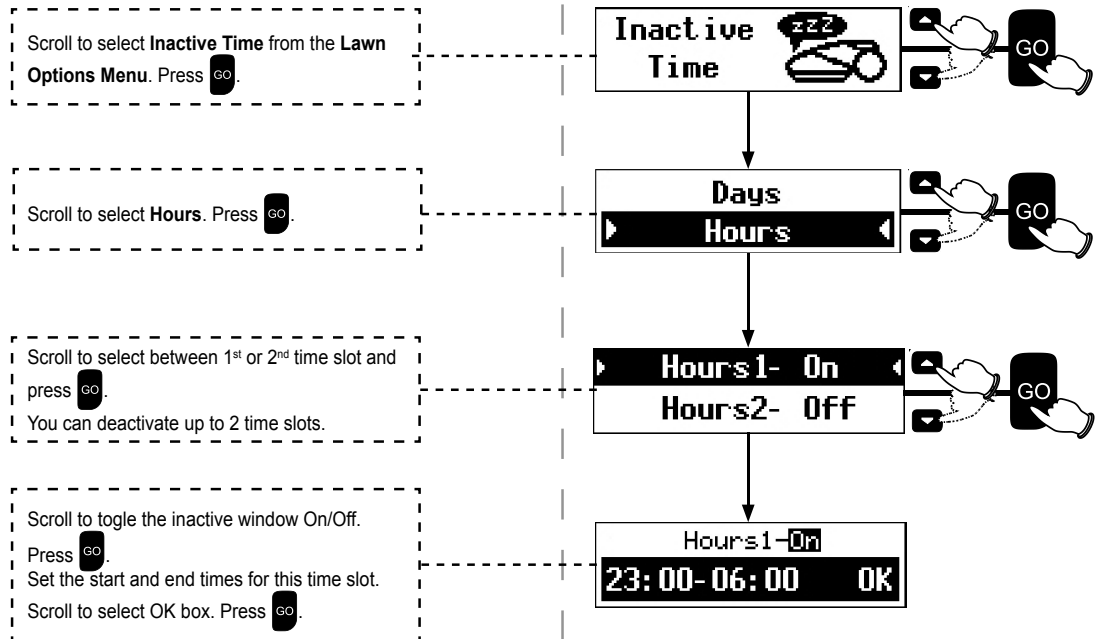 Scroll to select Inactive Time from the Lawn
Options Menu. Press GO.
Inactive
Time
zzz
GO
Scroll to select Hours. Press GO.
Days
Hours
GO
Scroll to select between 1st or 2nd time slot and
press GO.
You can deactivate up to 2 time slots.
Hours1- On
Hours2- Off
GO
Scroll to togle the inactive window On/Off.
Press GO.
Set the start and end times for this time slot.
Scroll to select OK box. Press GO.
Hours1-On
23:00-06:00 OK